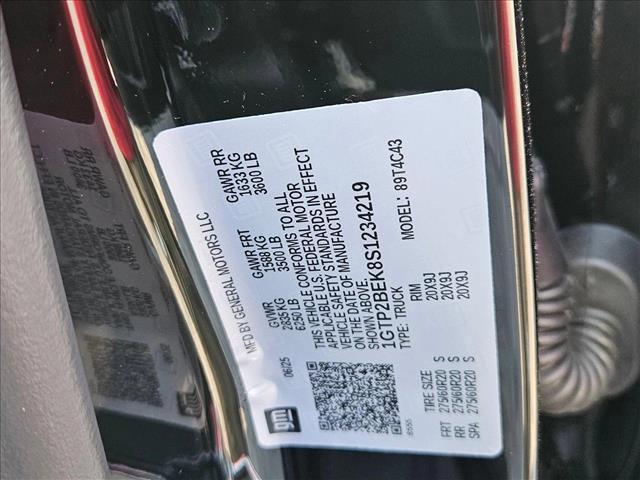 MFD BY GENERAL MOTORS LLC
06/25
GVWR GAWR FRT GAWR RR
2835 KG 1588 KG 1633 KG
6250 LB 3500 LB 3600 LB
THIS VEHICLE CONFORMS TO ALL
APPLICABLE U.S. FEDERAL MOTOR
VEHICLE SAFETY STANDARDS IN EFFECT
ON THE DATE OF MANUFACTURE
SHOWN ABOVE.
1GTP2BEK8S1234219
TYPE: TRUCK MODEL: 89T4C43
TIRE SIZE RIM
FRT 275/60R20 S 20X9J
RR 275/60R20 S 20X9J
SPA 275/60R20 S 20X9J
gm